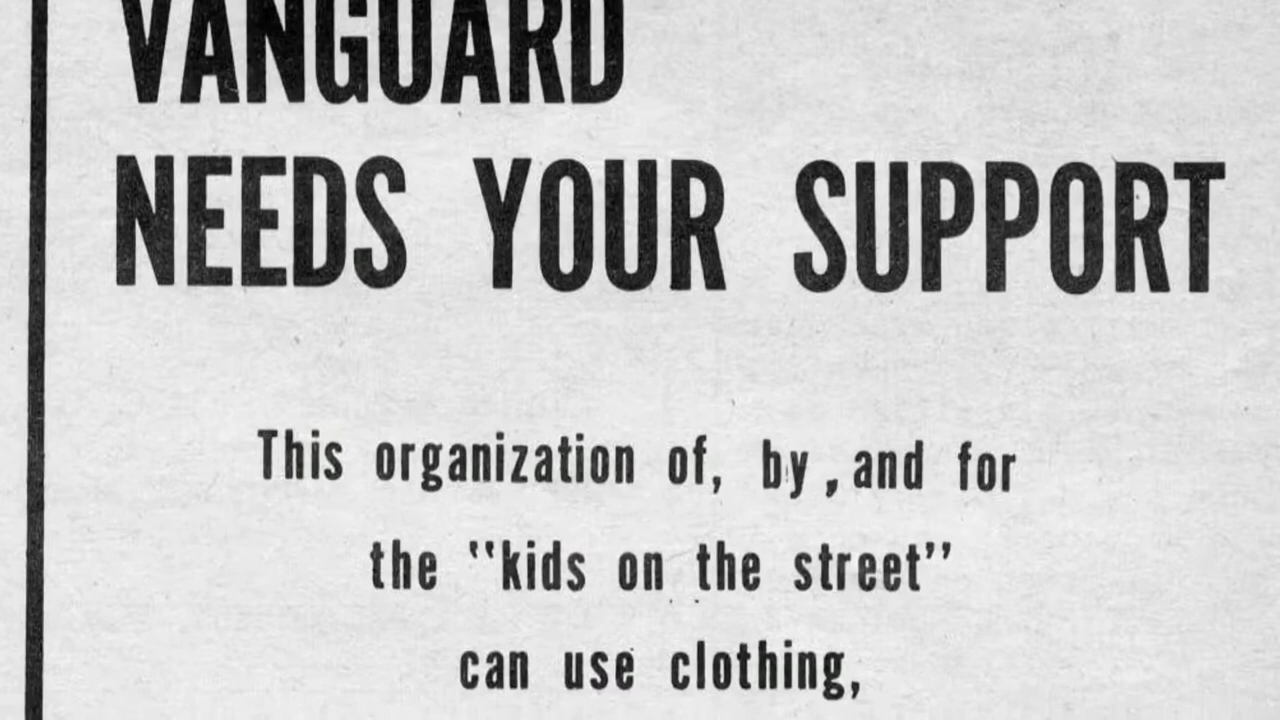 VANGUARD
NEEDS YOUR SUPPORT
This organization of, by , and for
the "kids on the street"
can use clothing,